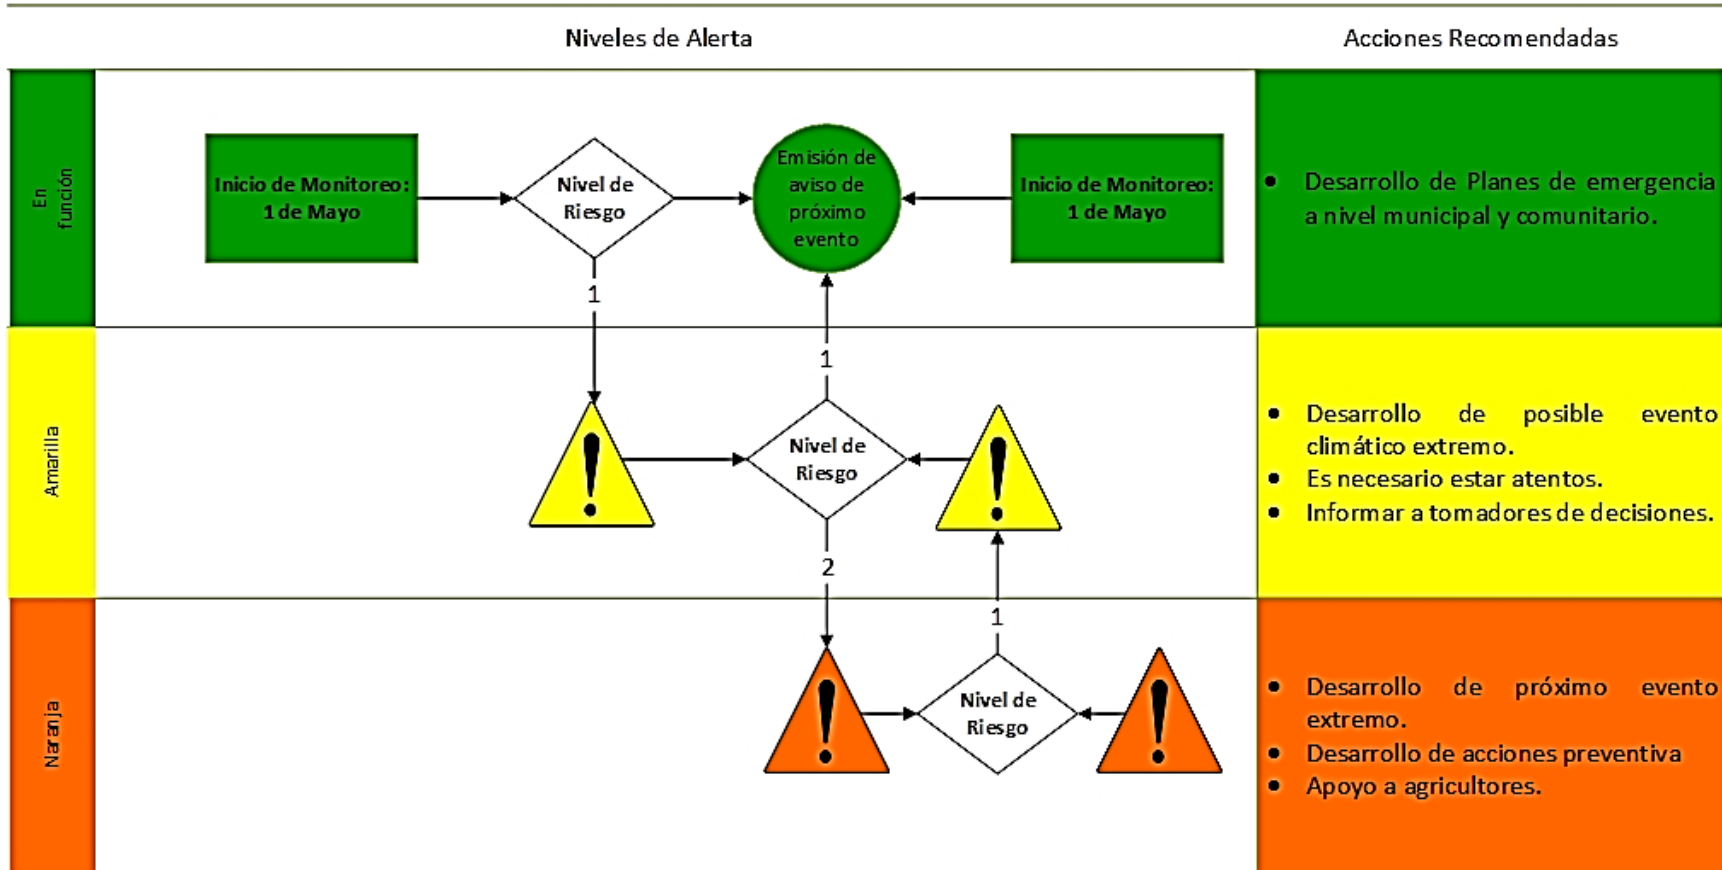 Niveles de Alerta
Acciones Recomendadas
En
función
Inicio de Monitoreo:
1 de Mayo
Nivel de
Riesgo
Emisión de
aviso de
próximo
evento
Inicio de Monitoreo:
1 de Mayo
• Desarrollo de Planes de emergencia
a nivel municipal y comunitario.
1
Amarilla
1
Nivel de
Riesgo
2
• Desarrollo de posible evento
climático extremo.
• Es necesario estar atentos.
• Informar a tomadores de decisiones.
Naranja
1
Nivel de
Riesgo
• Desarrollo de próximo evento
extremo.
• Desarrollo de acciones preventiva
• Apoyo a agricultores.